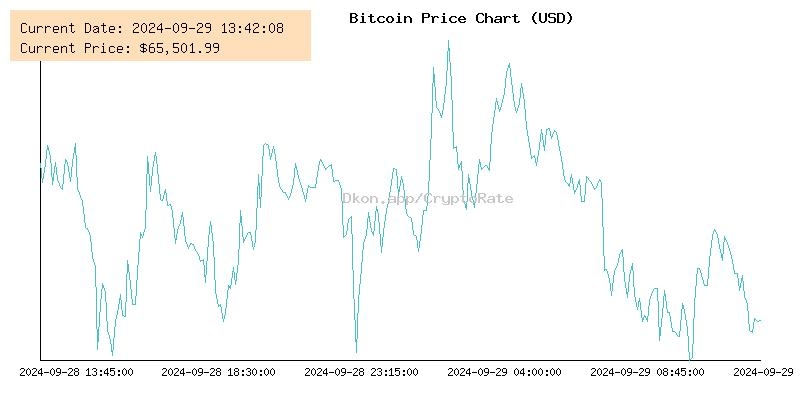 Bitcoin Price Chart (USD)
Current Date: 2024-09-29 13:42:08
Current Price: $65,501.99
Dkon.app/CryptoRate
2024-09-28 13:45:00 2024-09-28 18:30:00 2024-09-28 23:15:00 2024-09-29 04:00:00 2024-09-29 08:45:00 2024-09-29